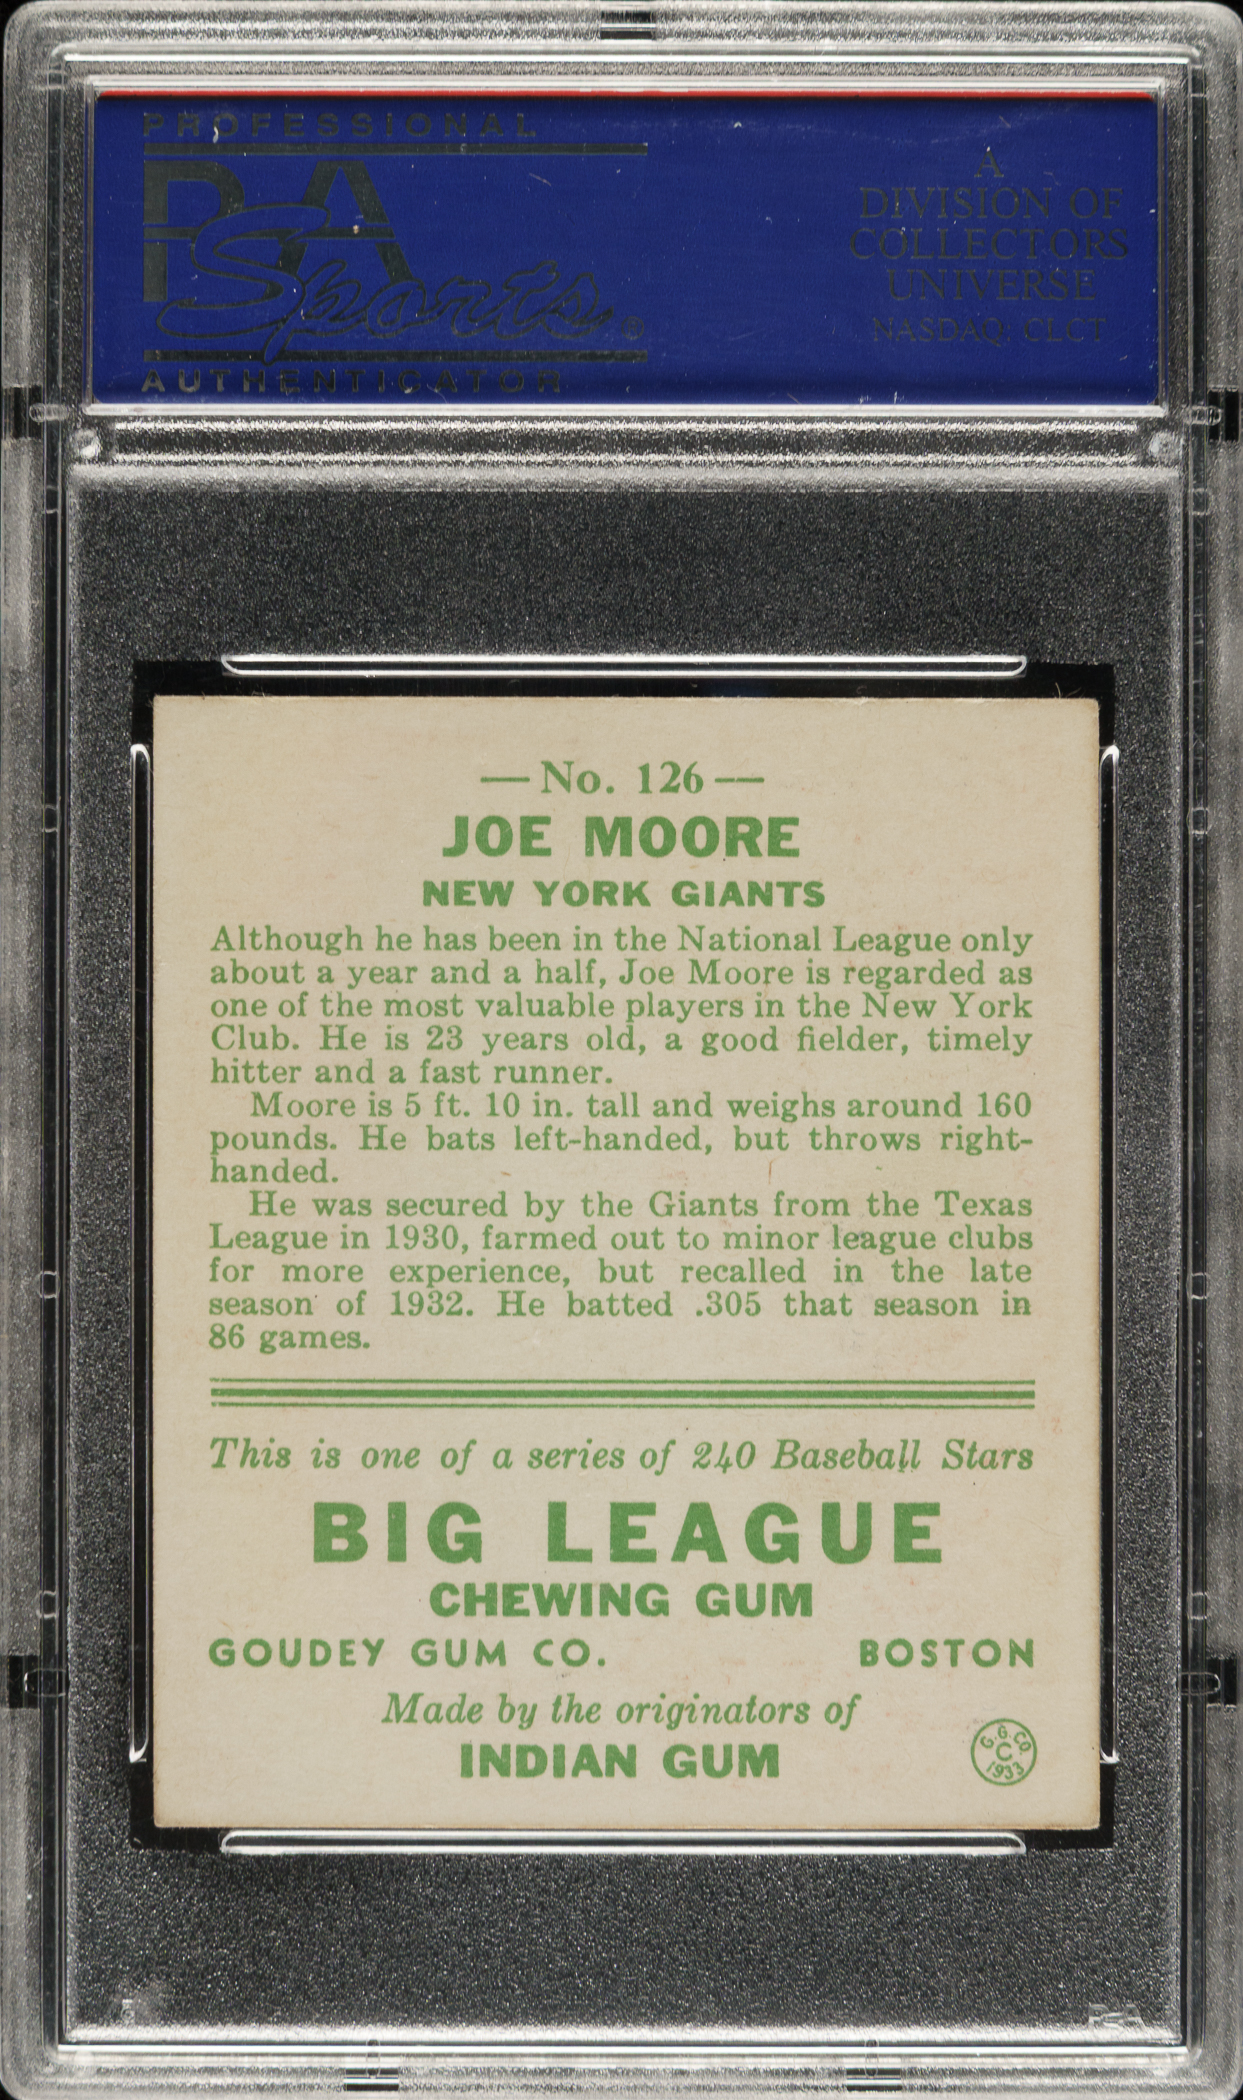 PROFESSIONAL
PSA
Sports®
AUTHENTICATOR
A
DIVISION OF
COLLECTORS
UNIVERSE
NASDAQ: CLCT
— No. 126 —
JOE MOORE
NEW YORK GIANTS
Although he has been in the National League only
about a year and a half, Joe Moore is regarded as
one of the most valuable players in the New York
Club. He is 23 years old, a good fielder, timely
hitter and a fast runner.
Moore is 5 ft. 10 in. tall and weighs around 160
pounds. He bats left-handed, but throws right-
handed.
He was secured by the Giants from the Texas
League in 1930, farmed out to minor league clubs
for more experience, but recalled in the late
season of 1932. He batted .305 that season in
86 games.
This is one of a series of 240 Baseball Stars
BIG LEAGUE
CHEWING GUM
GOUDEY GUM CO. BOSTON
Made by the originators of
INDIAN GUM
G.G.CO
C
1933
PSA